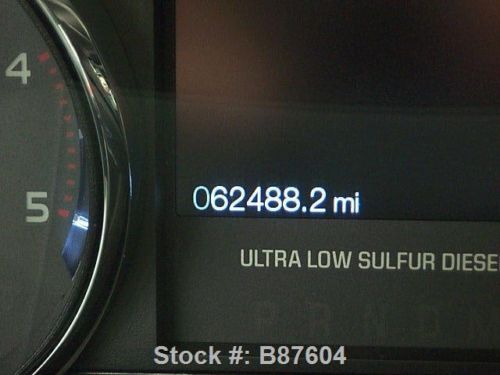 4
5
062488.2 mi
ULTRA LOW SULFUR DIESE
P R N D M
Stock #: B87604